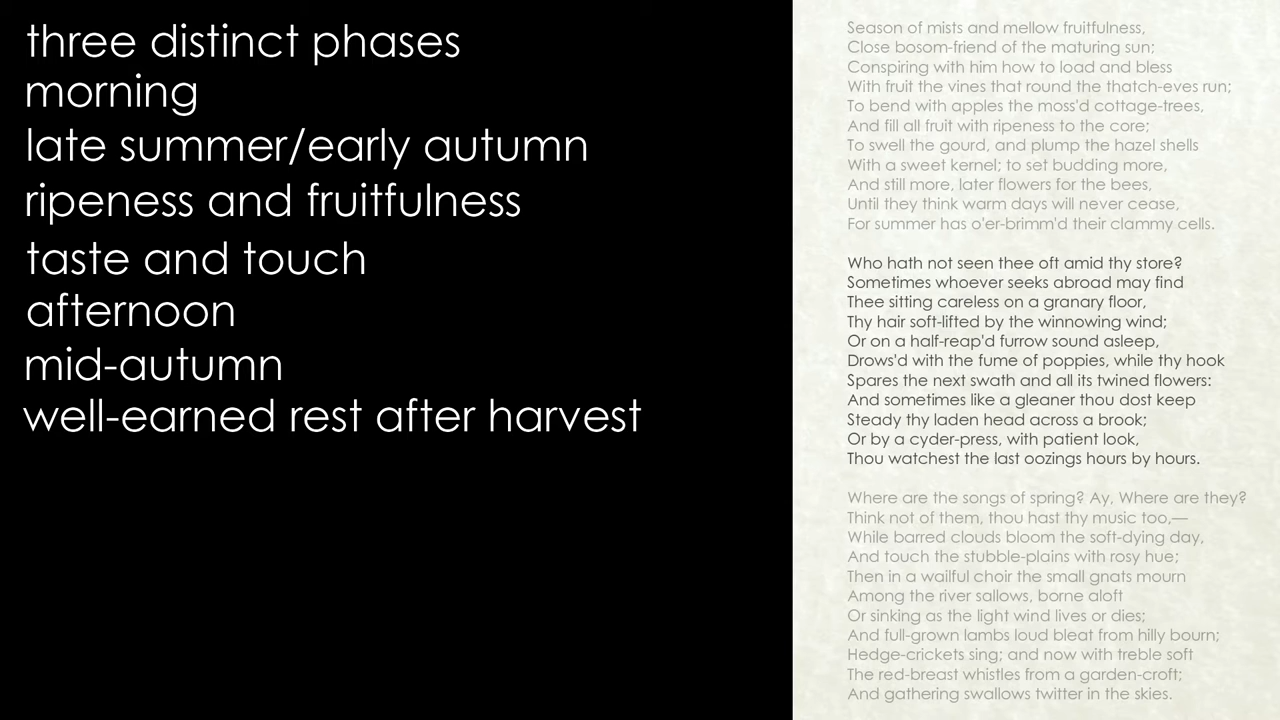 three distinct phases
morning
late summer/early autumn
ripeness and fruitfulness
taste and touch
afternoon
mid-autumn
well-earned rest after harvest
Season of mists and mellow fruitfulness,
Close bosom-friend of the maturing sun;
Conspiring with him how to load and bless
With fruit the vines that round the thatch-eves run;
To bend with apples the moss'd cottage-trees,
And fill all fruit with ripeness to the core;
To swell the gourd, and plump the hazel shells
With a sweet kernel; to set budding more,
And still more, later flowers for the bees,
Until they think warm days will never cease,
For summer has o'er-brimm'd their clammy cells.
Who hath not seen thee oft amid thy store?
Sometimes whoever seeks abroad may find
Thee sitting careless on a granary floor,
Thy hair soft-lifted by the winnowing wind;
Or on a half-reap'd furrow sound asleep,
Drows'd with the fume of poppies, while thy hook
Spares the next swath and all its twined flowers:
And sometimes like a gleaner thou dost keep
Steady thy laden head across a brook;
Or by a cyder-press, with patient look,
Thou watchest the last oozings hours by hours.
Where are the songs of spring? Ay, Where are they?
Think not of them, thou hast thy music too,—
While barred clouds bloom the soft-dying day,
And touch the stubble-plains with rosy hue;
Then in a wailful choir the small gnats mourn
Among the river sallows, borne aloft
Or sinking as the light wind lives or dies;
And full-grown lambs loud bleat from hilly bourn;
Hedge-crickets sing; and now with treble soft
The red-breast whistles from a garden-croft;
And gathering swallows twitter in the skies.